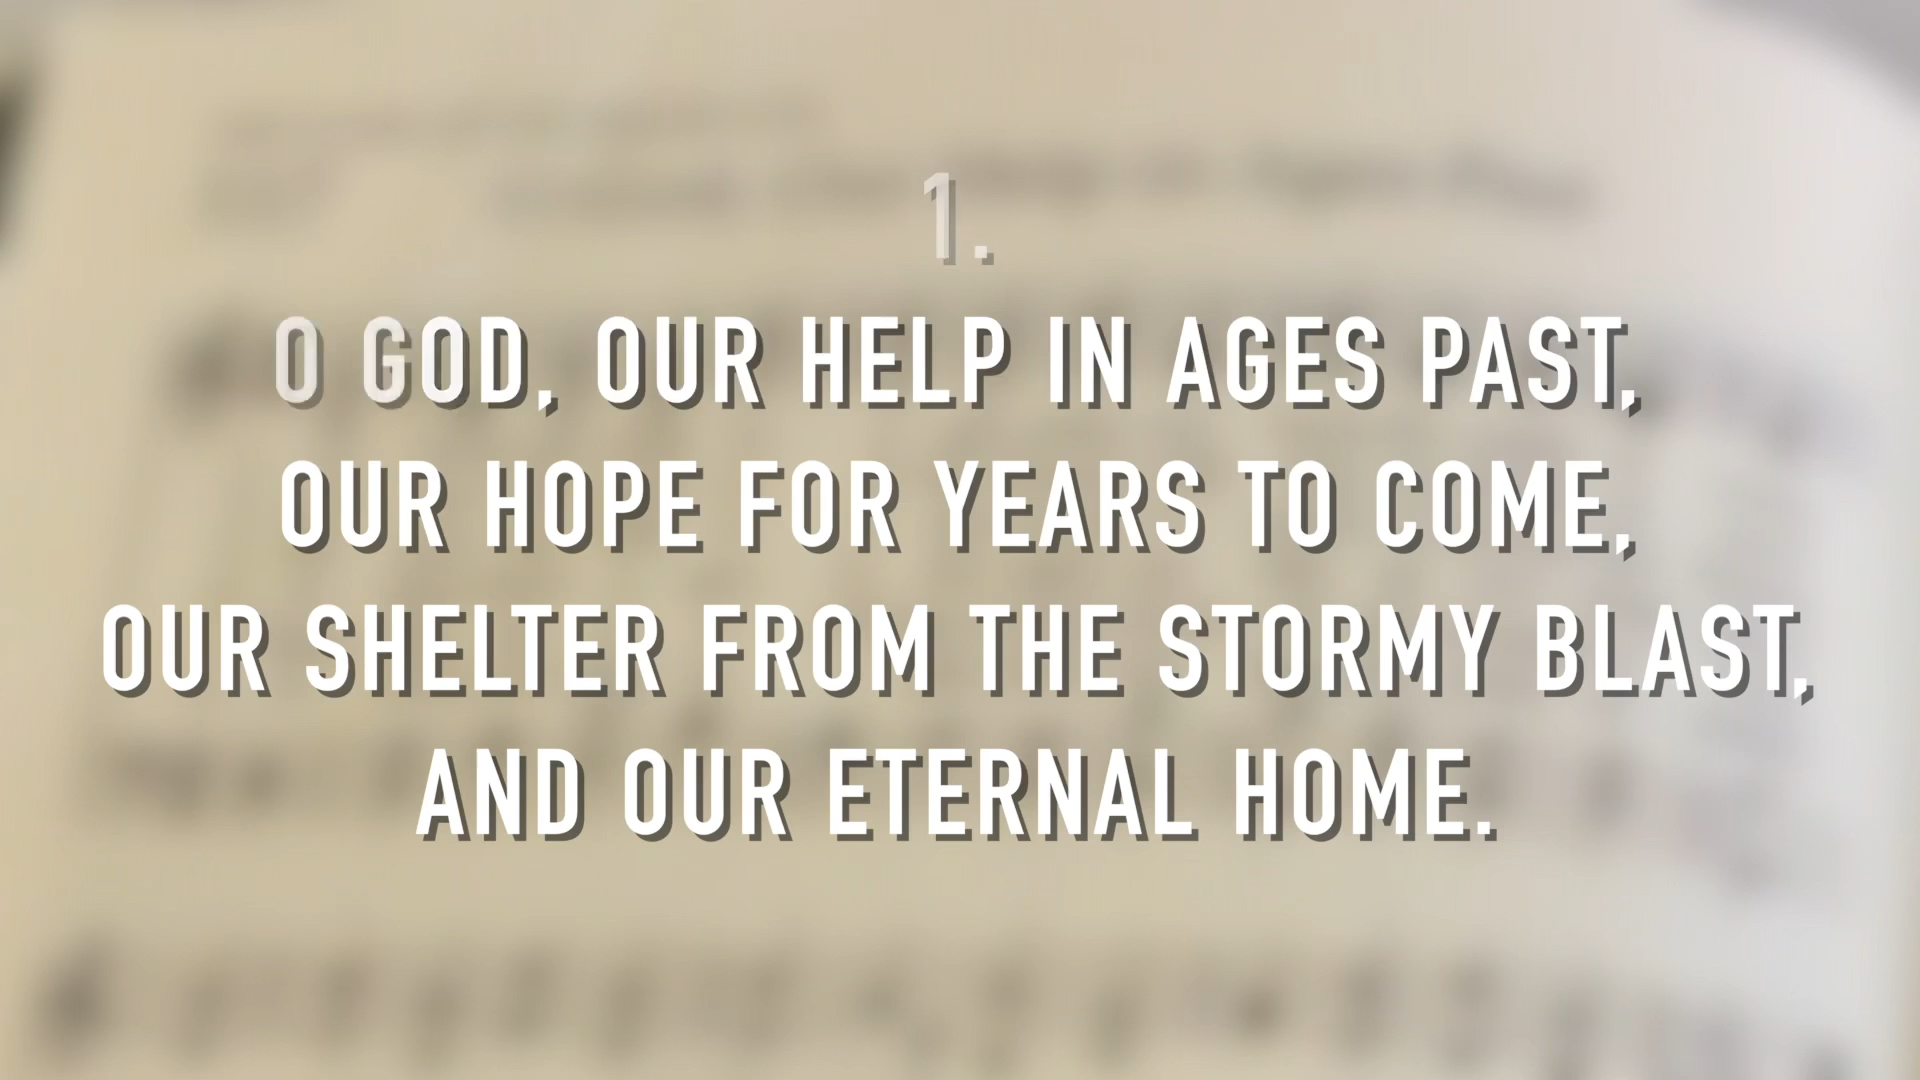 1.
O GOD, OUR HELP IN AGES PAST,
OUR HOPE FOR YEARS TO COME,
OUR SHELTER FROM THE STORMY BLAST,
AND OUR ETERNAL HOME.